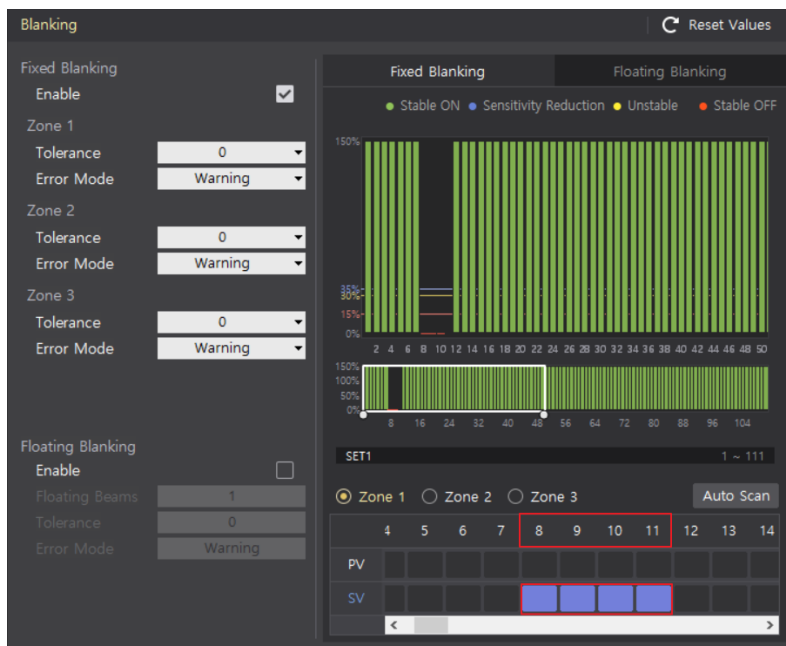 Blanking
Reset Values
Fixed Blanking
Enable
Zone 1
Tolerance 0
Error Mode Warning
Zone 2
Tolerance 0
Error Mode Warning
Zone 3
Tolerance 0
Error Mode Warning
Floating Blanking
Enable
Floating Beams 1
Tolerance 0
Error Mode Warning
Fixed Blanking Floating Blanking
Stable ON Sensitivity Reduction Unstable Stable OFF
150%
35%
30%
15%
0%
2 4 6 8 10 12 14 16 18 20 22 24 26 28 30 32 34 36 38 40 42 44 46 48 50
150%
100%
50%
0%
8 16 24 32 40 48 56 64 72 80 88 96 104
SET1 1 ~ 111
Zone 1 Zone 2 Zone 3 Auto Scan
4 5 6 7 8 9 10 11 12 13 14
PV
SV